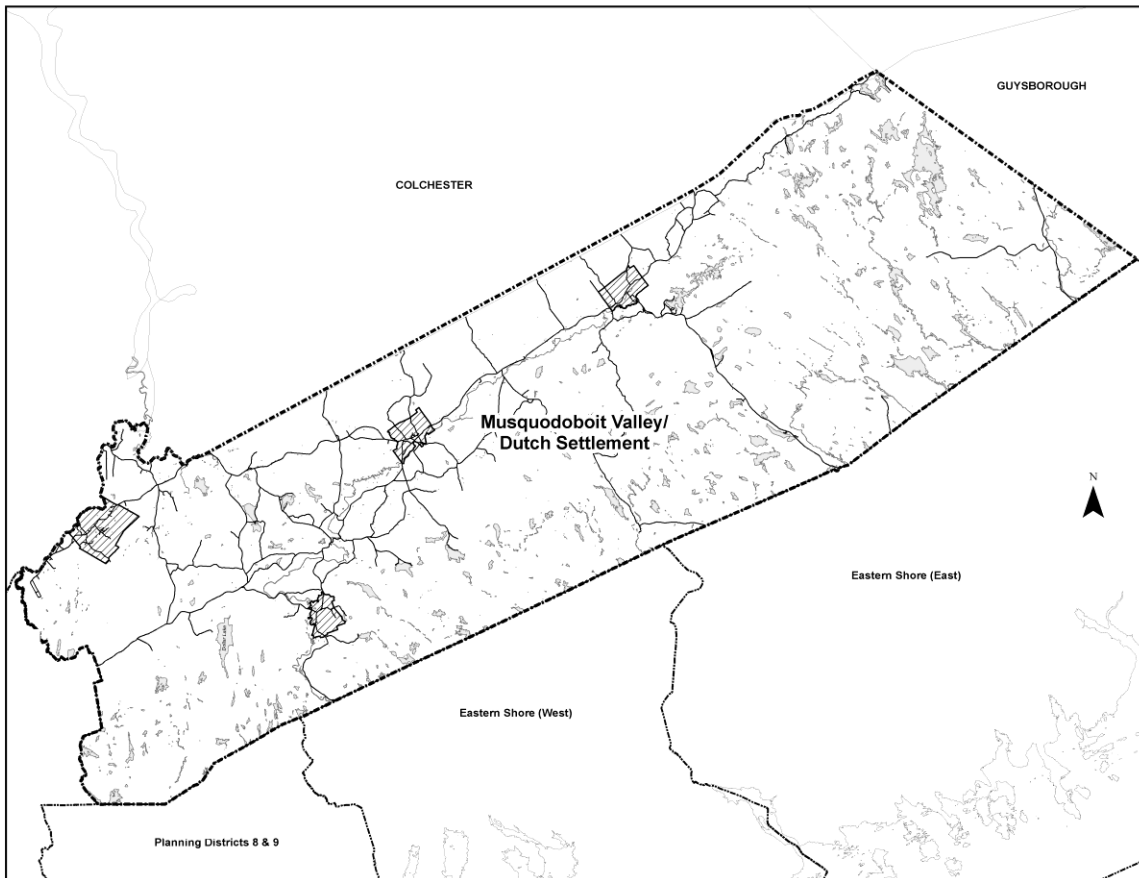 GUYSBOROUGH
COLCHESTER
Musquodoboit Valley/
Dutch Settlement
N
Eastern Shore (East)
Eastern Shore (West)
Planning Districts 8 & 9